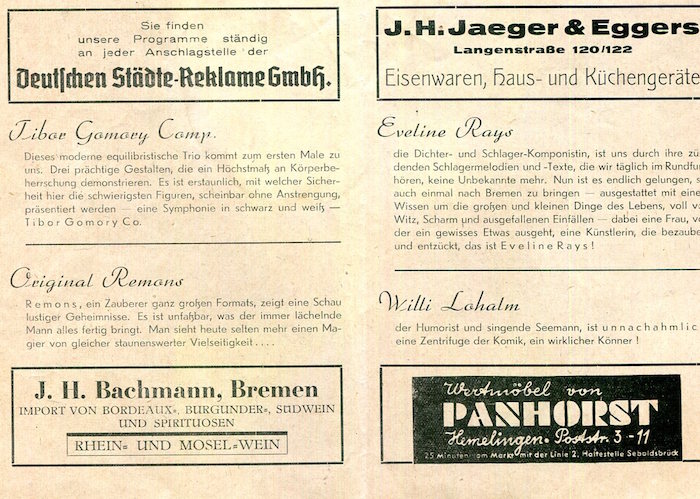 Sie finden
unsere Programme ständig
an jeder Anschlagstelle der
Deutschen Städte-Reklame GmbH.
Tibor Gomory Comp.
Dieses moderne equilibristische Trio kommt zum ersten Male zu
uns. Drei prächtige Gestalten, die ein Höchstmaß an Körperbe-
herrschung demonstrieren. Es ist erstaunlich, mit welcher Sicher-
heit hier die schwierigsten Figuren, scheinbar ohne Anstrengung,
präsentiert werden — eine Symphonie in schwarz und weiß —
Tibor Gomory Co.
Original Remons
Remons, ein Zauberer ganz großen Formats, zeigt eine Schau
lustiger Geheimnisse. Es ist unfaßbar, was der immer lächelnde
Mann alles fertig bringt. Man sieht heute selten mehr einen Ma-
gier von gleicher staunenswerter Vielseitigkeit . . . .
J. H. Bachmann, Bremen
IMPORT VON BORDEAUX-, BURGUNDER-, SÜDWEIN
UND SPIRITUOSEN
RHEIN- UND MOSEL-WEIN
J. H. Jaeger & Eggers
Langenstraße 120/122
Eisenwaren, Haus- und Küchengeräte
Eveline Rays
die Dichter- und Schlager-Komponistin, ist uns durch ihre zü
denden Schlagermelodien und -Texte, die wir täglich im Rundfu
hören, keine Unbekannte mehr. Nun ist es endlich gelungen, s
auch einmal nach Bremen zu bringen — ausgestattet mit eine
Wissen um die großen und kleinen Dinge des Lebens, voll v
Witz, Scharm und ausgefallenen Einfällen — dabei eine Frau, vo
der ein gewisses Etwas ausgeht, eine Künstlerin, die bezaube
und entzückt, das ist Eveline Rays!
Willi Lohalm
der Humorist und singende Seemann, ist unnachahmlic
eine Zentrifuge der Komik, ein wirklicher Könner!
Wertmöbel von
PANHORST
Hemelingen • Poststr. 3-11
25 Minuten vom Markt mit der Linie 2, Haltestelle Sebaldsbrück